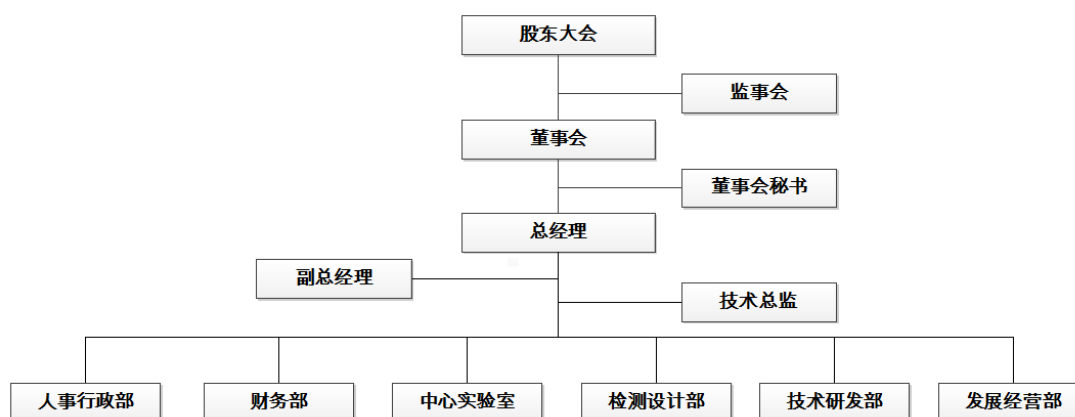 股东大会
监事会
董事会
董事会秘书
总经理
副总经理
技术总监
人事行政部
财务部
中心实验室
检测设计部
技术研发部
发展经营部